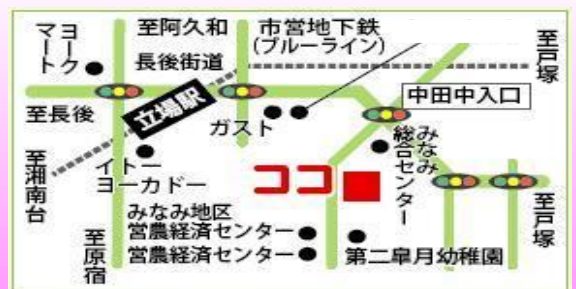 至阿久和
市営地下鉄
(ブルーライン)
ヨーク
マート
長後街道
至戸塚
至長後
立場駅
ガスト
中田中入口
みなみ
総合センター
至湘南台
イトー
ヨーカドー
ココ
至戸塚
至原宿
みなみ地区
営農経済センター
営農経済センター
第二皐月幼稚園